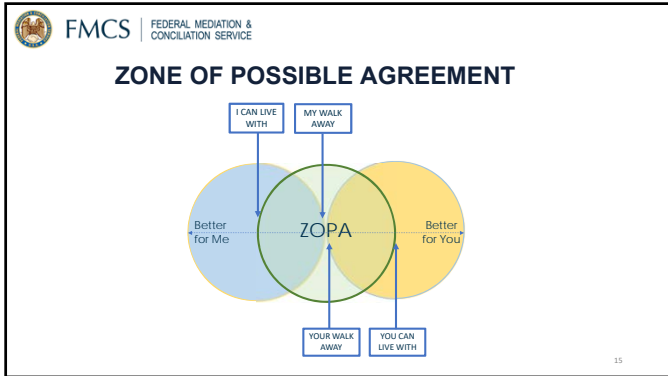 FMCS
FEDERAL MEDIATION &
CONCILIATION SERVICE
ZONE OF POSSIBLE AGREEMENT
I CAN LIVE
WITH
MY WALK
AWAY
Better
for Me
ZOPA
Better
for You
YOUR WALK
AWAY
YOU CAN
LIVE WITH
15